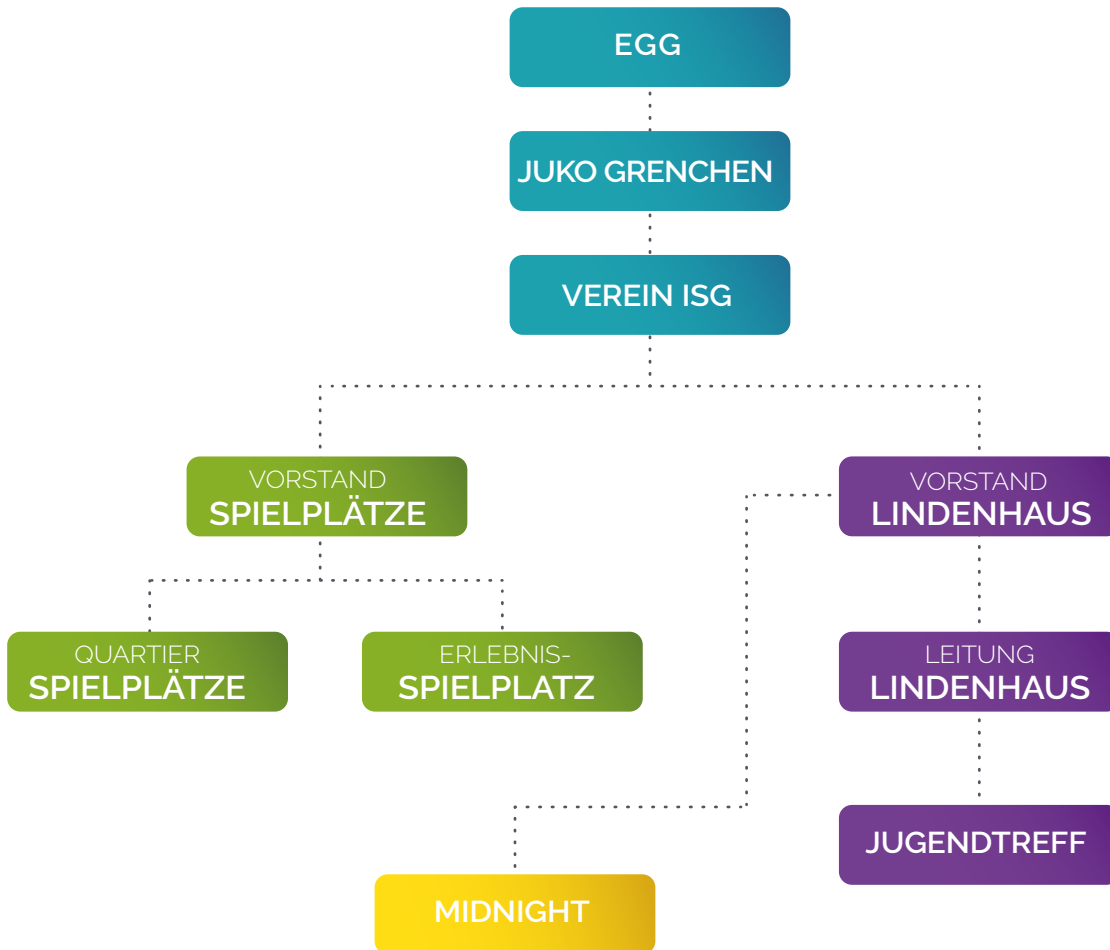 EGG
JUKO GRENCHEN
VEREIN ISG
VORSTAND
SPIELPLÄTZE
VORSTAND
LINDENHAUS
QUARTIER
SPIELPLÄTZE
ERLEBNIS-
SPIELPLATZ
LEITUNG
LINDENHAUS
JUGENDTREFF
MIDNIGHT